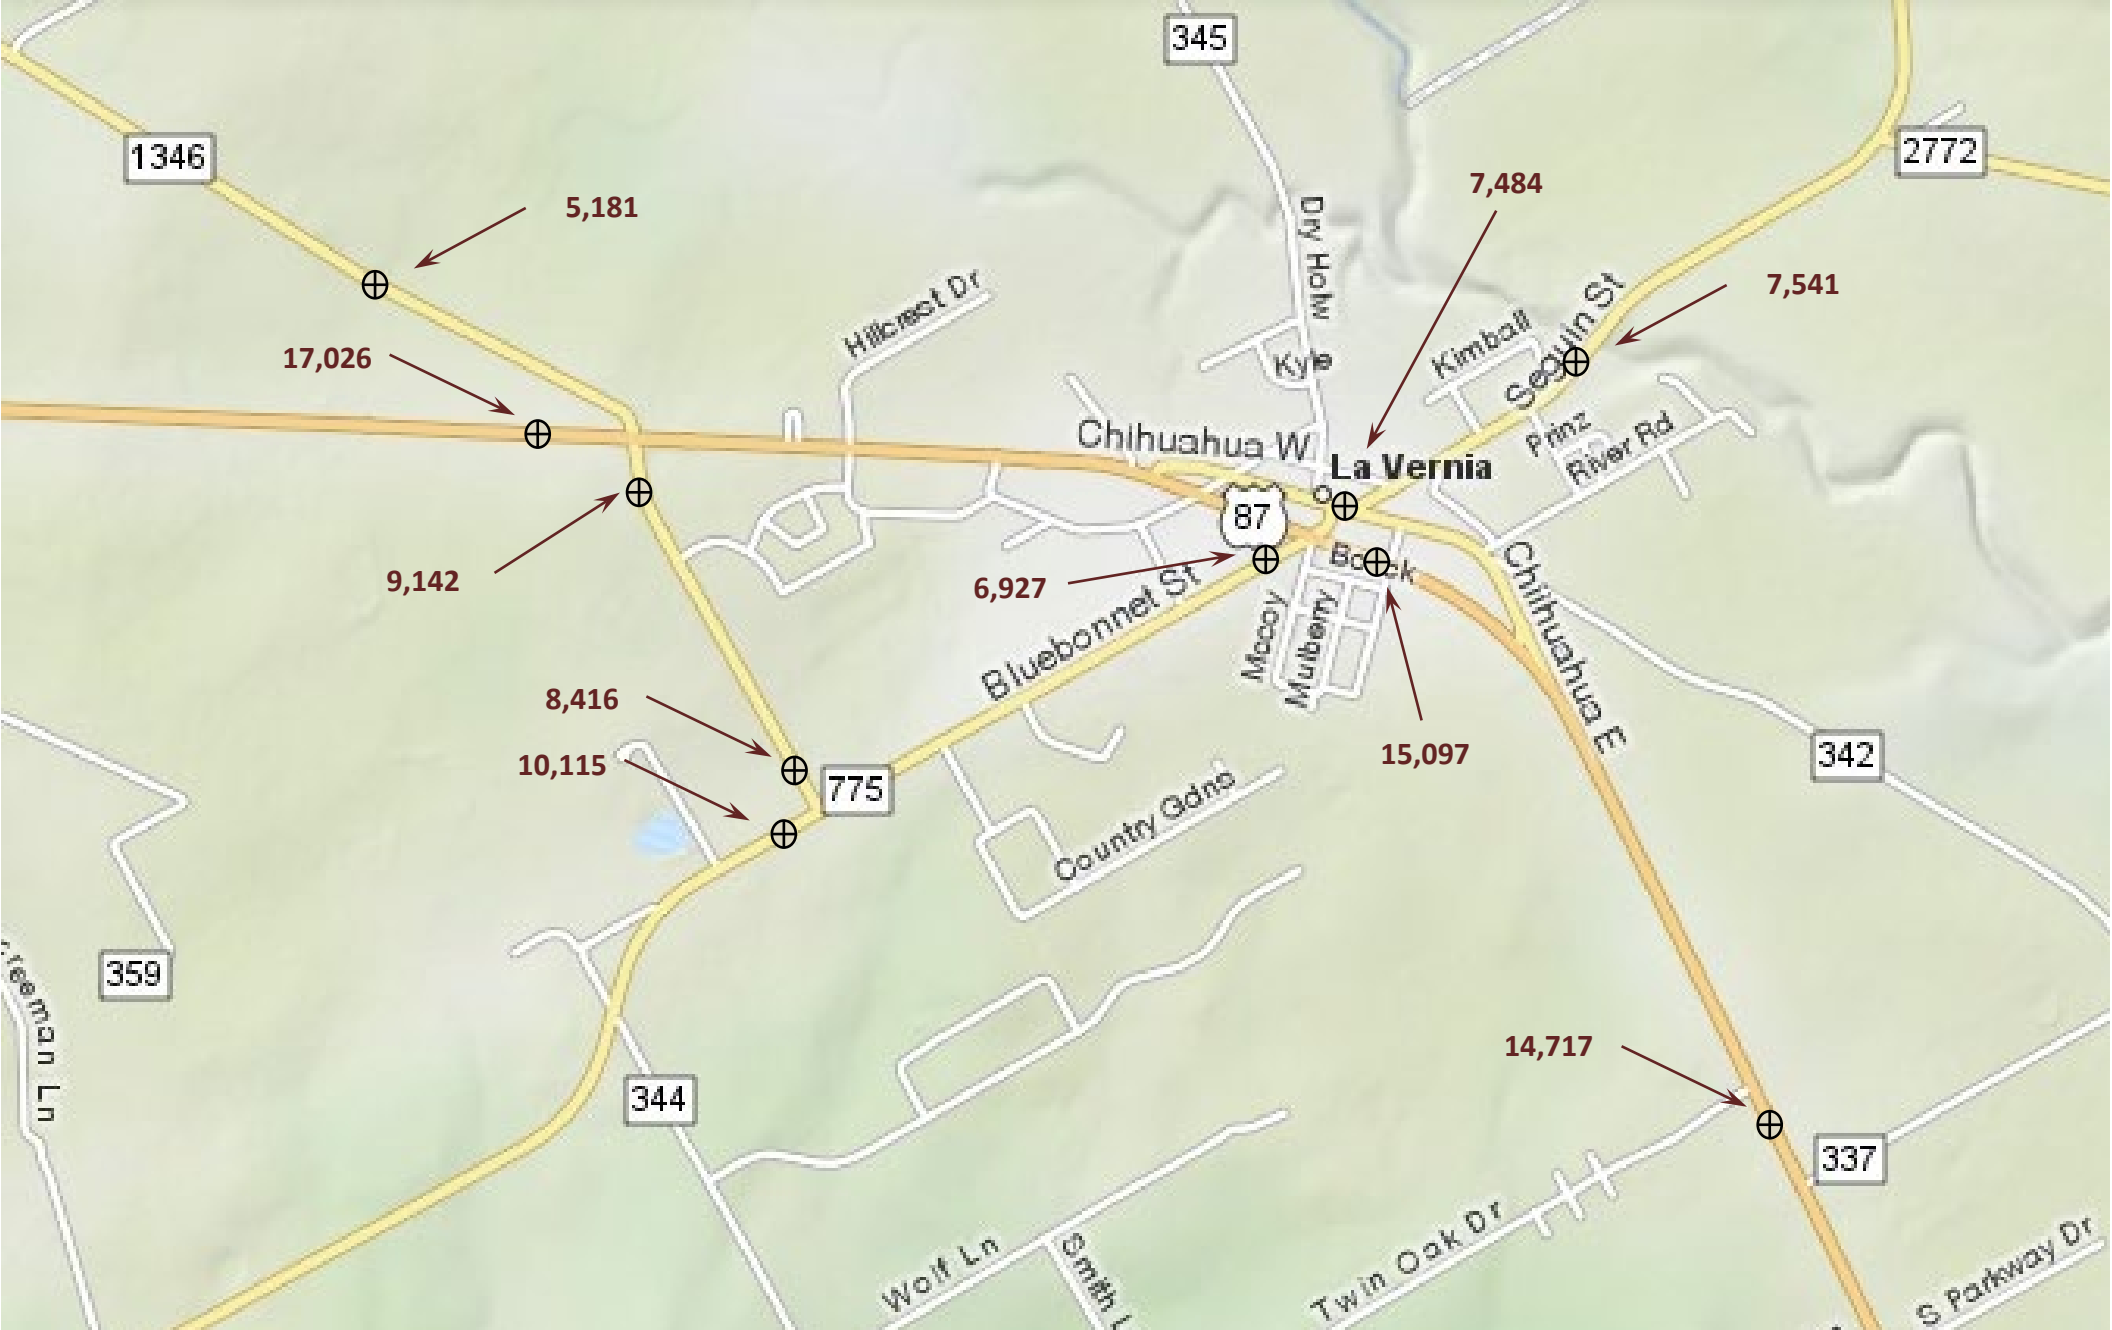 345
1346
2772
5,181
7,484
Dry Holw
7,541
Hillcrest Dr
17,026
Kimball
Seguin St
Kyle
Chihuahua W
Prinz
River Rd
La Vernia
87
9,142
6,927
Bluebonnet St
Mccoy
Mulberry
Chihuahua E
8,416
10,115
775
15,097
342
Country Gdns
359
14,717
344
337
Wolf Ln
Twin Oak Dr
S Parkway Dr